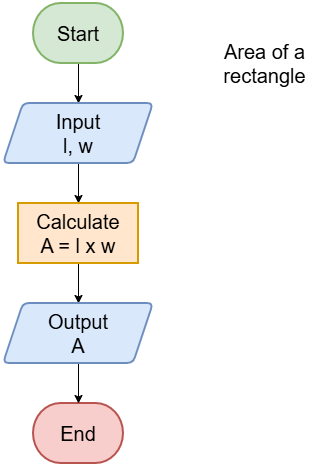 Start
Area of a
rectangle
Input
l, w
Calculate
A = l x w
Output
A
End